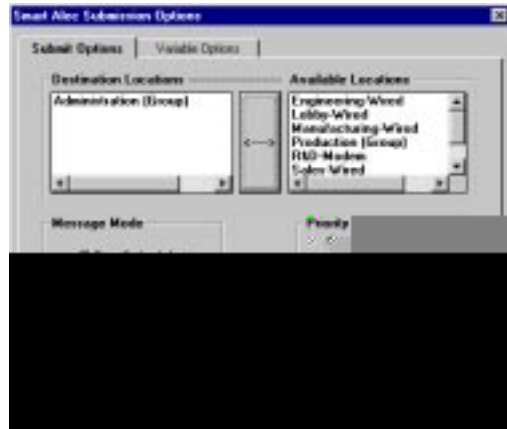 Smart Alec Submission Options
Submit Options
Variable Options
Destination Locations
Administration (Group)
<--->
Available Locations
Engineering-Wired
Lobby-Wired
Manufacturing-Wired
Production (Group)
R&D-Modem
Sales-Wired
Message Mode
Priority